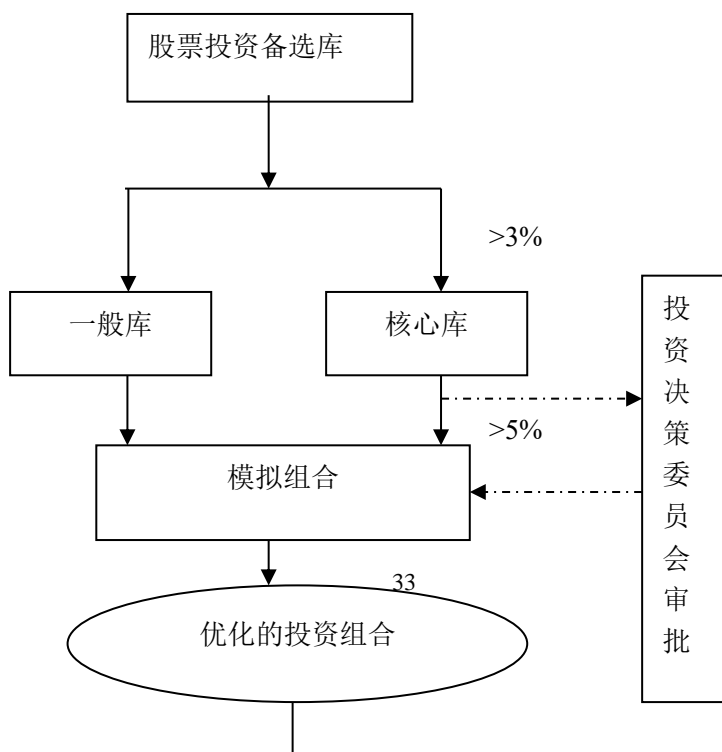 股票投资备选库
>3%
一般库
核心库
投资决策委员会审批
>5%
模拟组合
33
优化的投资组合